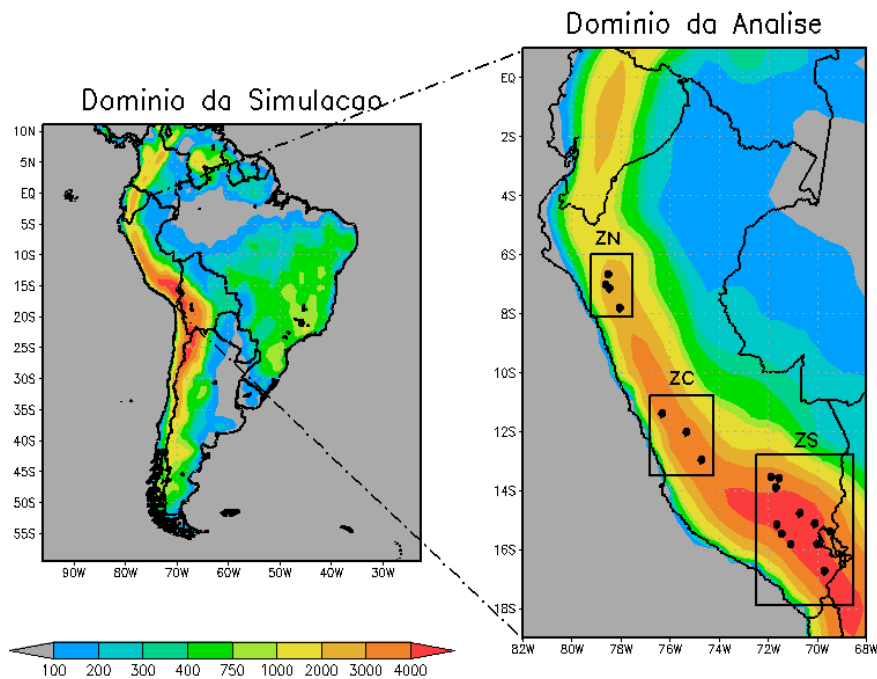 Dominio da Analise
Dominio da Simulacao
10N
5N
EQ
5S
10S
15S
20S
25S
30S
35S
40S
45S
50S
55S
90W 80W 70W 60W 50W 40W 30W
EQ
2S
4S
6S
8S
10S
12S
14S
16S
18S
ZN
ZC
ZS
82W 80W 78W 76W 74W 72W 70W 68W
100 200 300 400 750 1000 2000 3000 4000